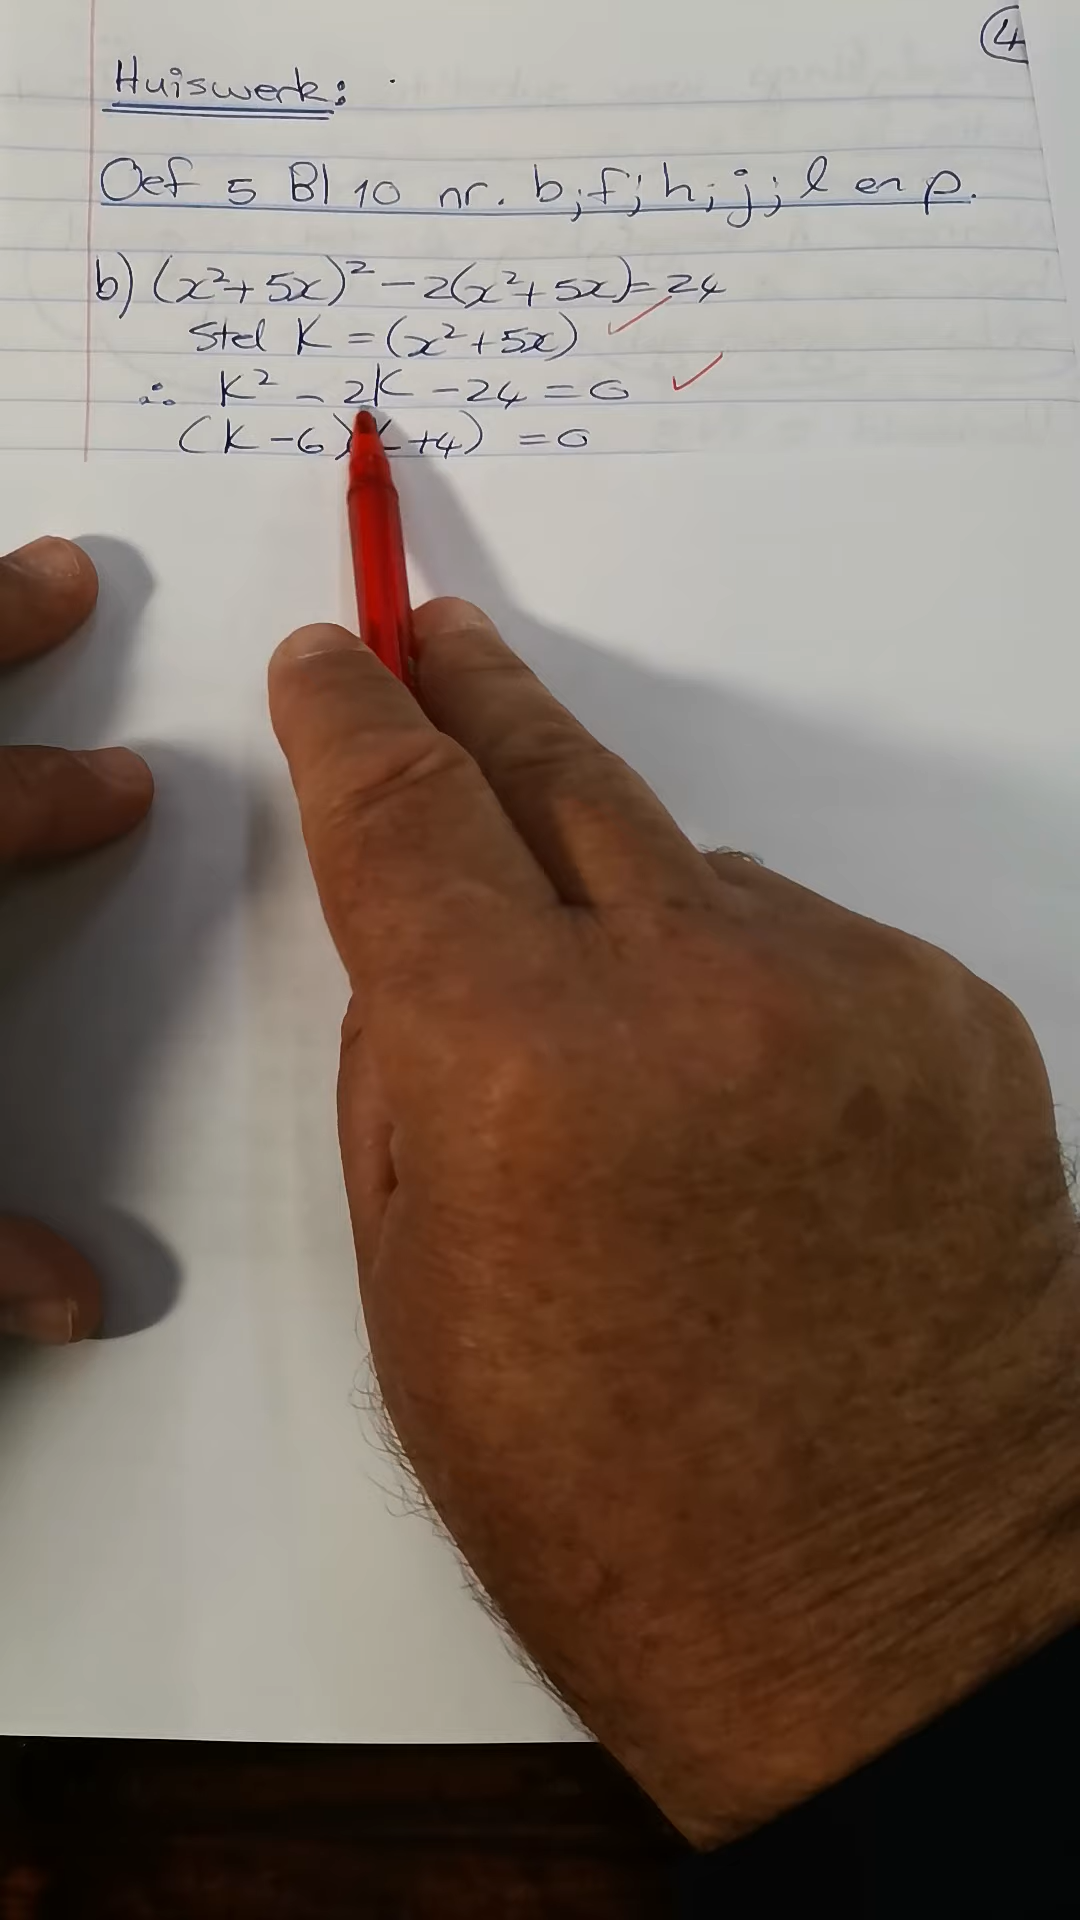 4
Huiswerk:
Oef 5 Bl 10 nr. b; f; h; j; l en p.
b) (x²+5x)² - 2(x²+5x) = 24
Stel K = (x²+5x)
∴ K² - 2K - 24 = 0
(K-6)( +4) = 0